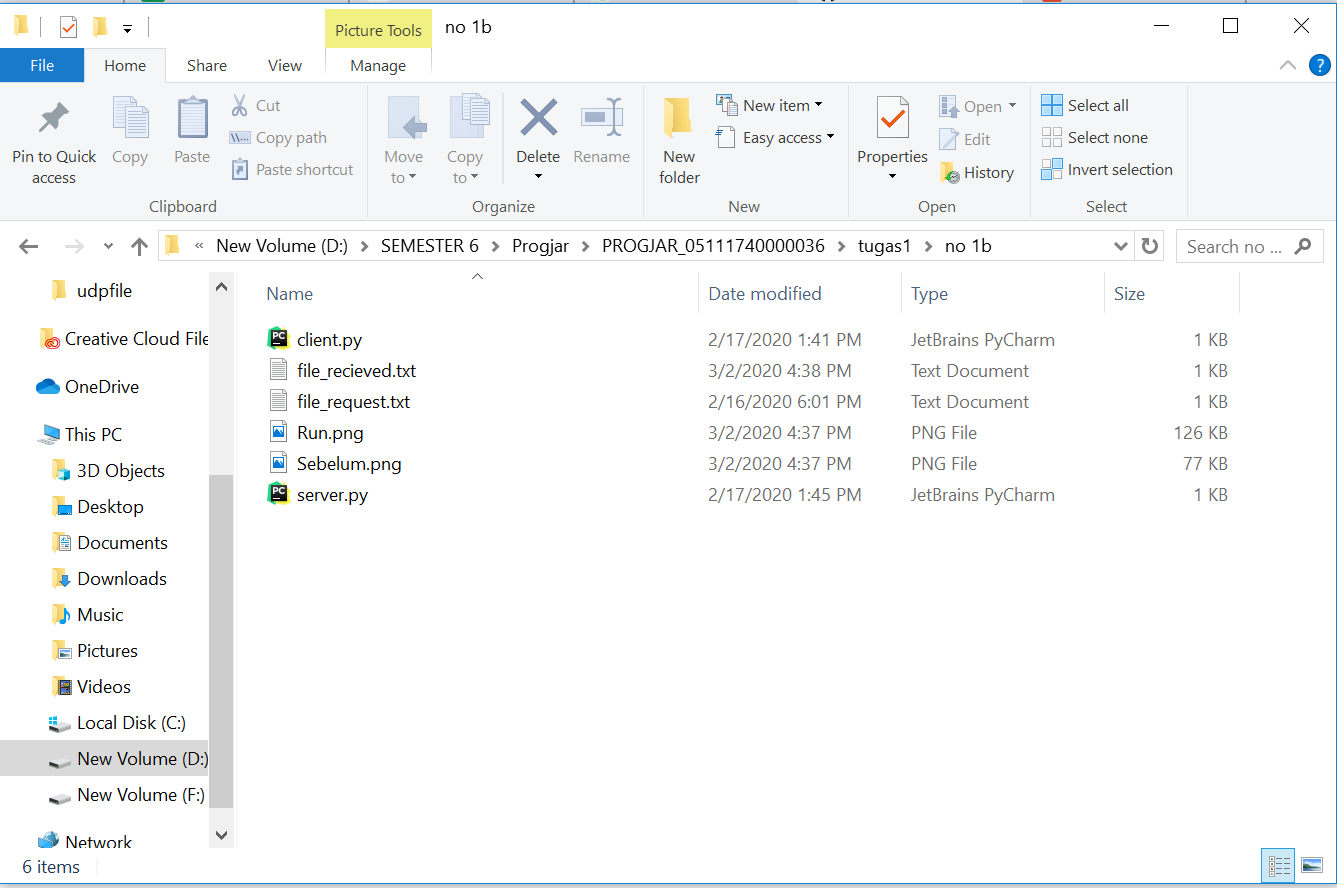 Picture Tools no 1b
File Home Share View Manage
Pin to Quick access
Copy
Paste
Cut
Copy path
Paste shortcut
Clipboard
Move to
Copy to
Delete
Rename
Organize
New folder
New item
Easy access
New
Properties
Open
Edit
History
Open
Select all
Select none
Invert selection
Select
« New Volume (D:) > SEMESTER 6 > Progjar > PROGJAR_05111740000036 > tugas1 > no 1b
Search no ...
udpfile
Creative Cloud File
OneDrive
This PC
3D Objects
Desktop
Documents
Downloads
Music
Pictures
Videos
Local Disk (C:)
New Volume (D:)
New Volume (F:)
Network
Name Date modified Type Size
PC client.py 2/17/2020 1:41 PM JetBrains PyCharm 1 KB
file_recieved.txt 3/2/2020 4:38 PM Text Document 1 KB
file_request.txt 2/16/2020 6:01 PM Text Document 1 KB
Run.png 3/2/2020 4:37 PM PNG File 126 KB
Sebelum.png 3/2/2020 4:37 PM PNG File 77 KB
PC server.py 2/17/2020 1:45 PM JetBrains PyCharm 1 KB
6 items